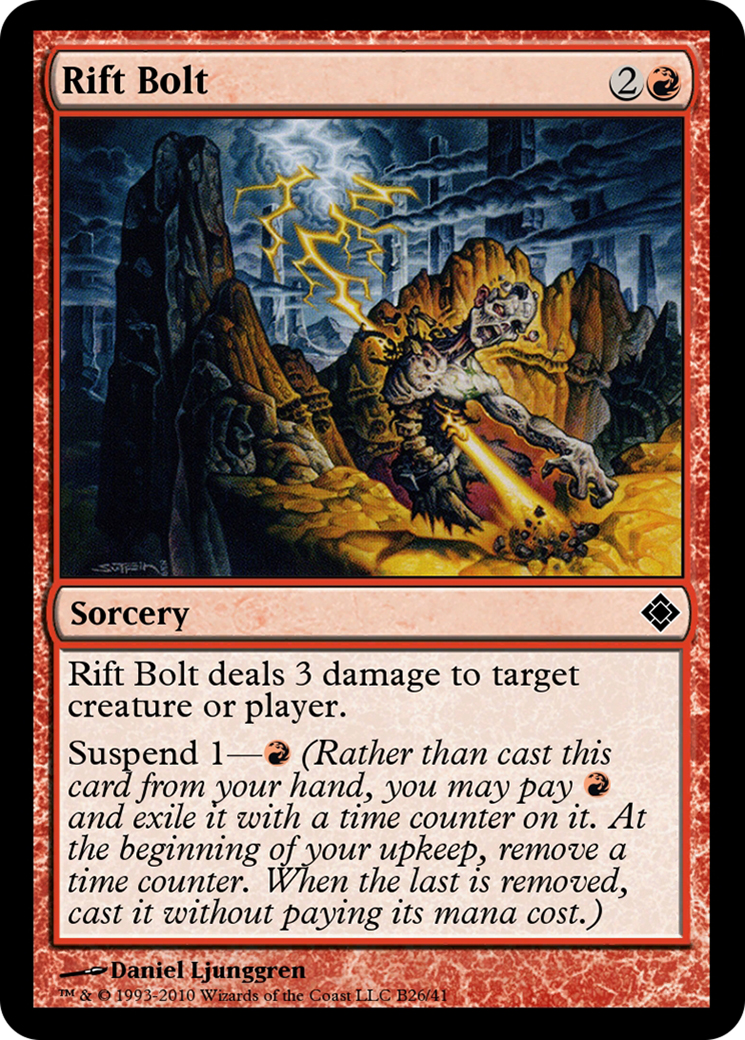 Rift Bolt 2
Sorcery
Rift Bolt deals 3 damage to target
creature or player.
Suspend 1— (Rather than cast this
card from your hand, you may pay
and exile it with a time counter on it. At
the beginning of your upkeep, remove a
time counter. When the last is removed,
cast it without paying its mana cost.)
Daniel Ljunggren
™ & © 1993-2010 Wizards of the Coast LLC B26/41